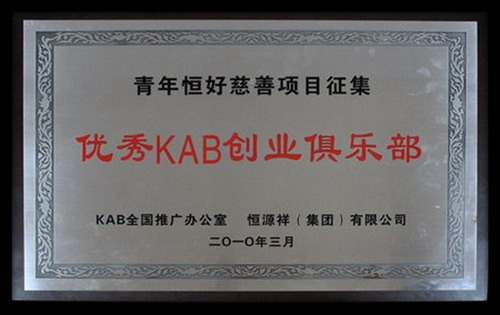 青年恒好慈善项目征集
优秀KAB创业俱乐部
KAB全国推广办公室 恒源祥（集团）有限公司
二〇一〇年三月